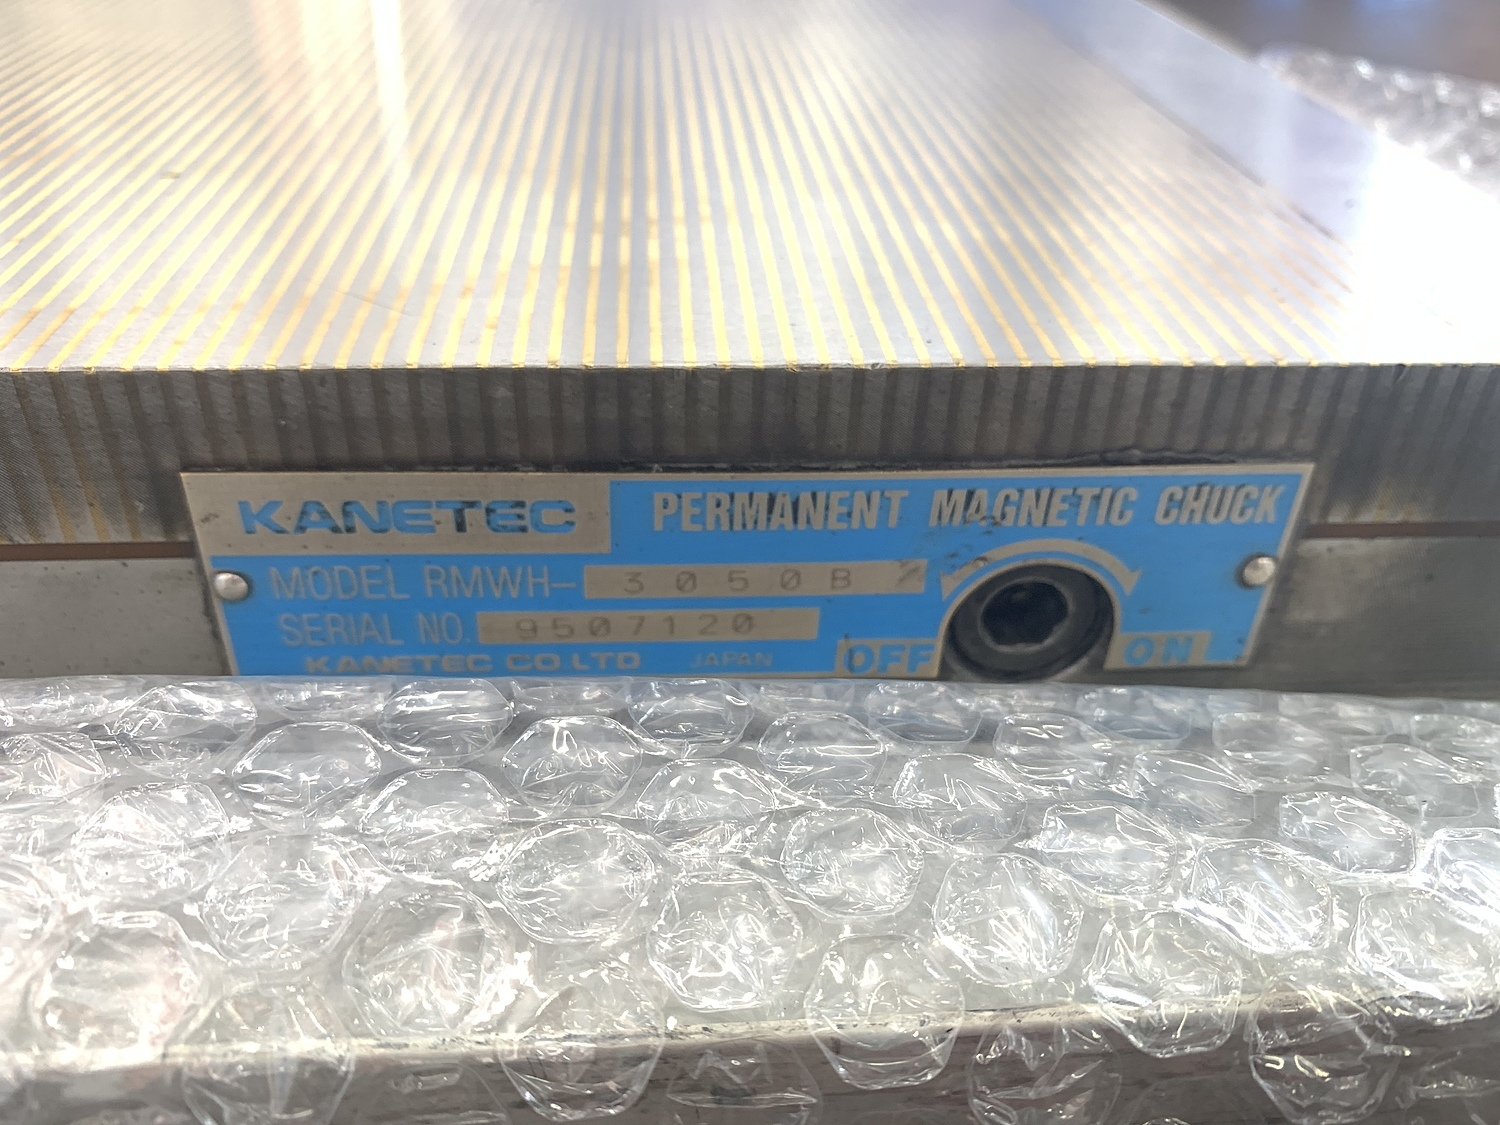 KANETEC
PERMANENT MAGNETIC CHUCK
MODEL RMWH-3050B
SERIAL NO. 9507120
KANETEC CO.LTD JAPAN
OFF ON